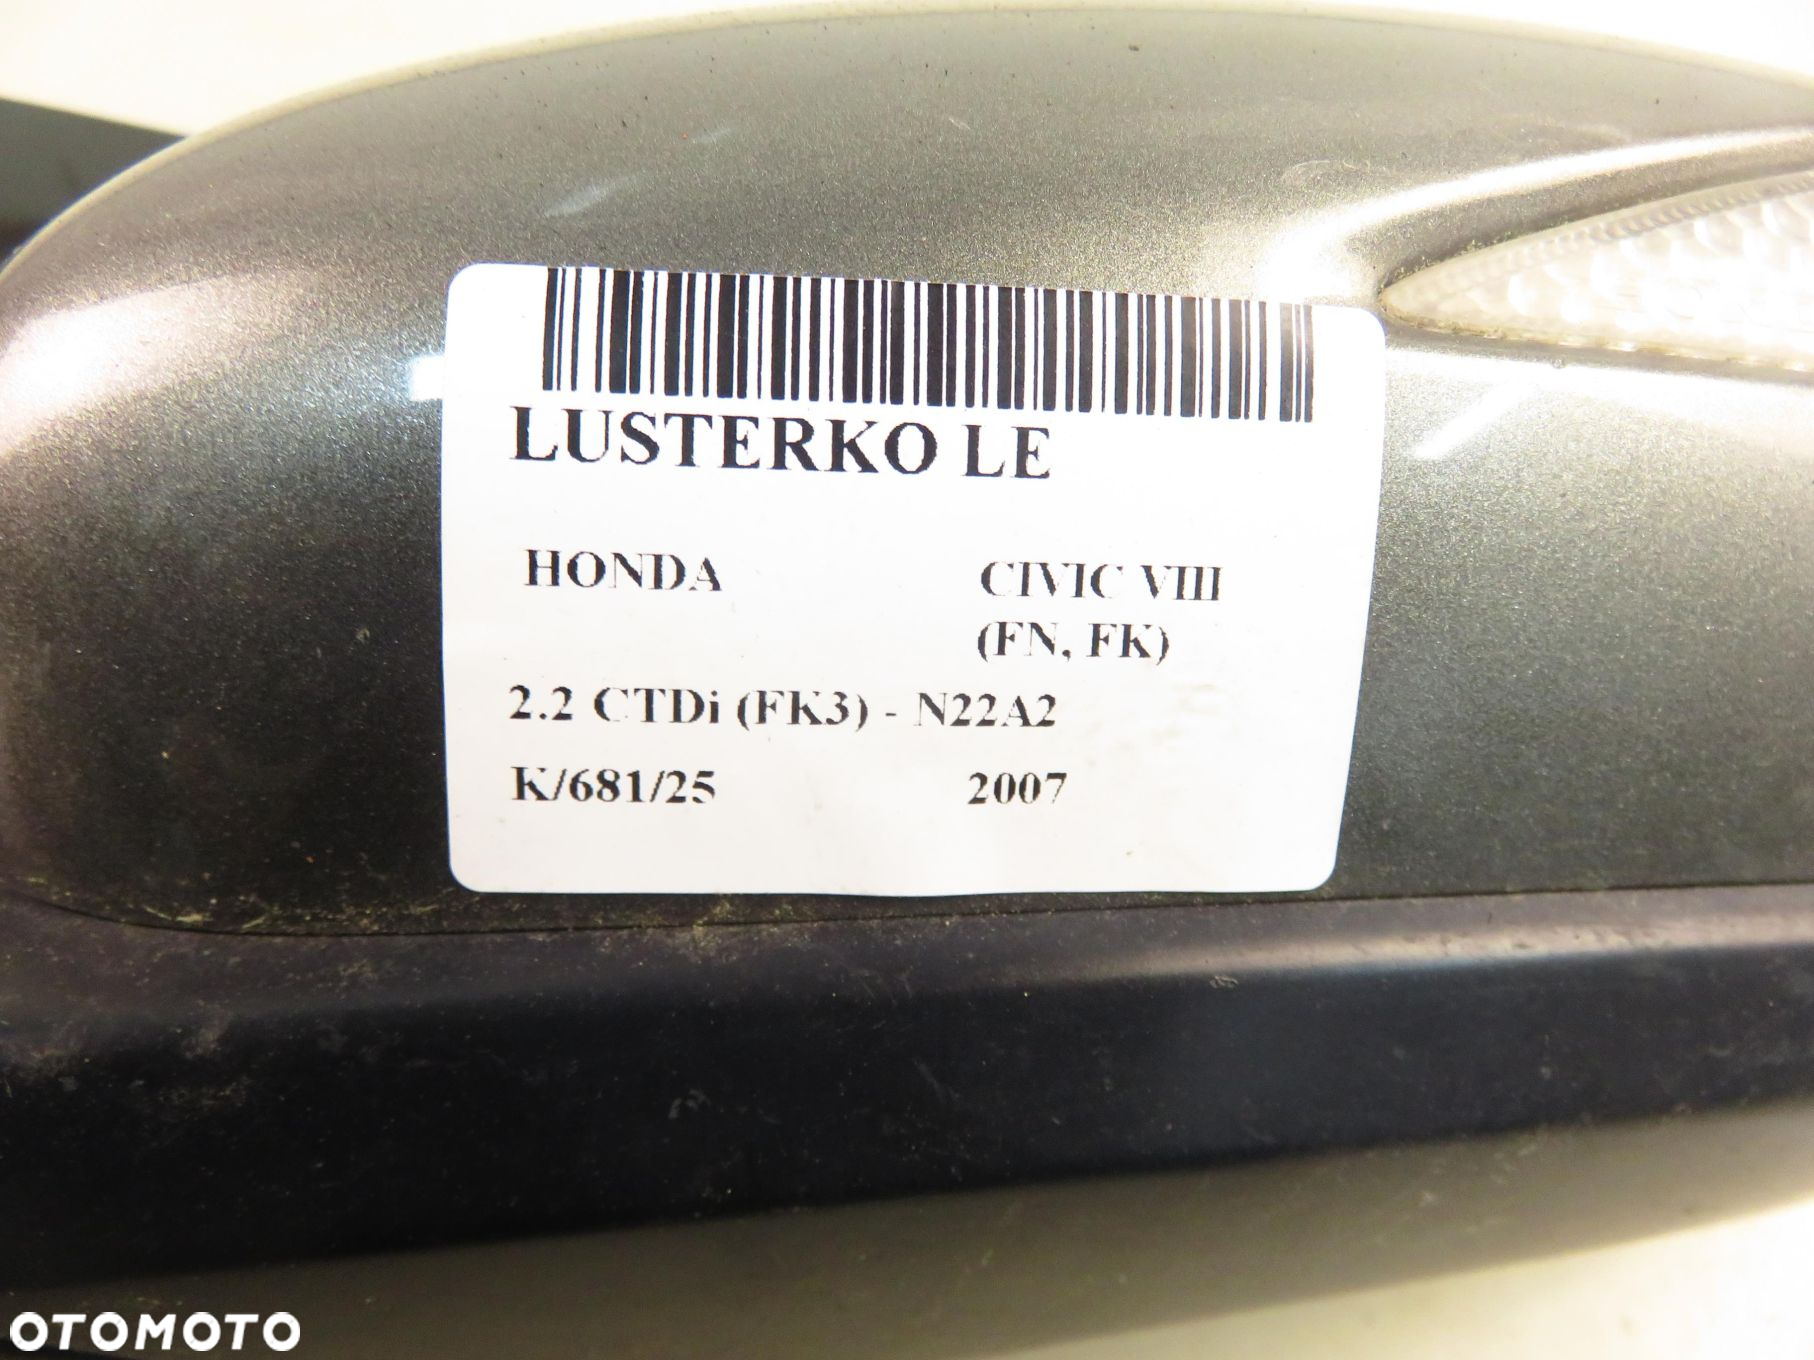 LUSTERKO LE
HONDA CIVIC VIII
(FN, FK)
2.2 CTDi (FK3) - N22A2
K/681/25 2007
OTOMOTO